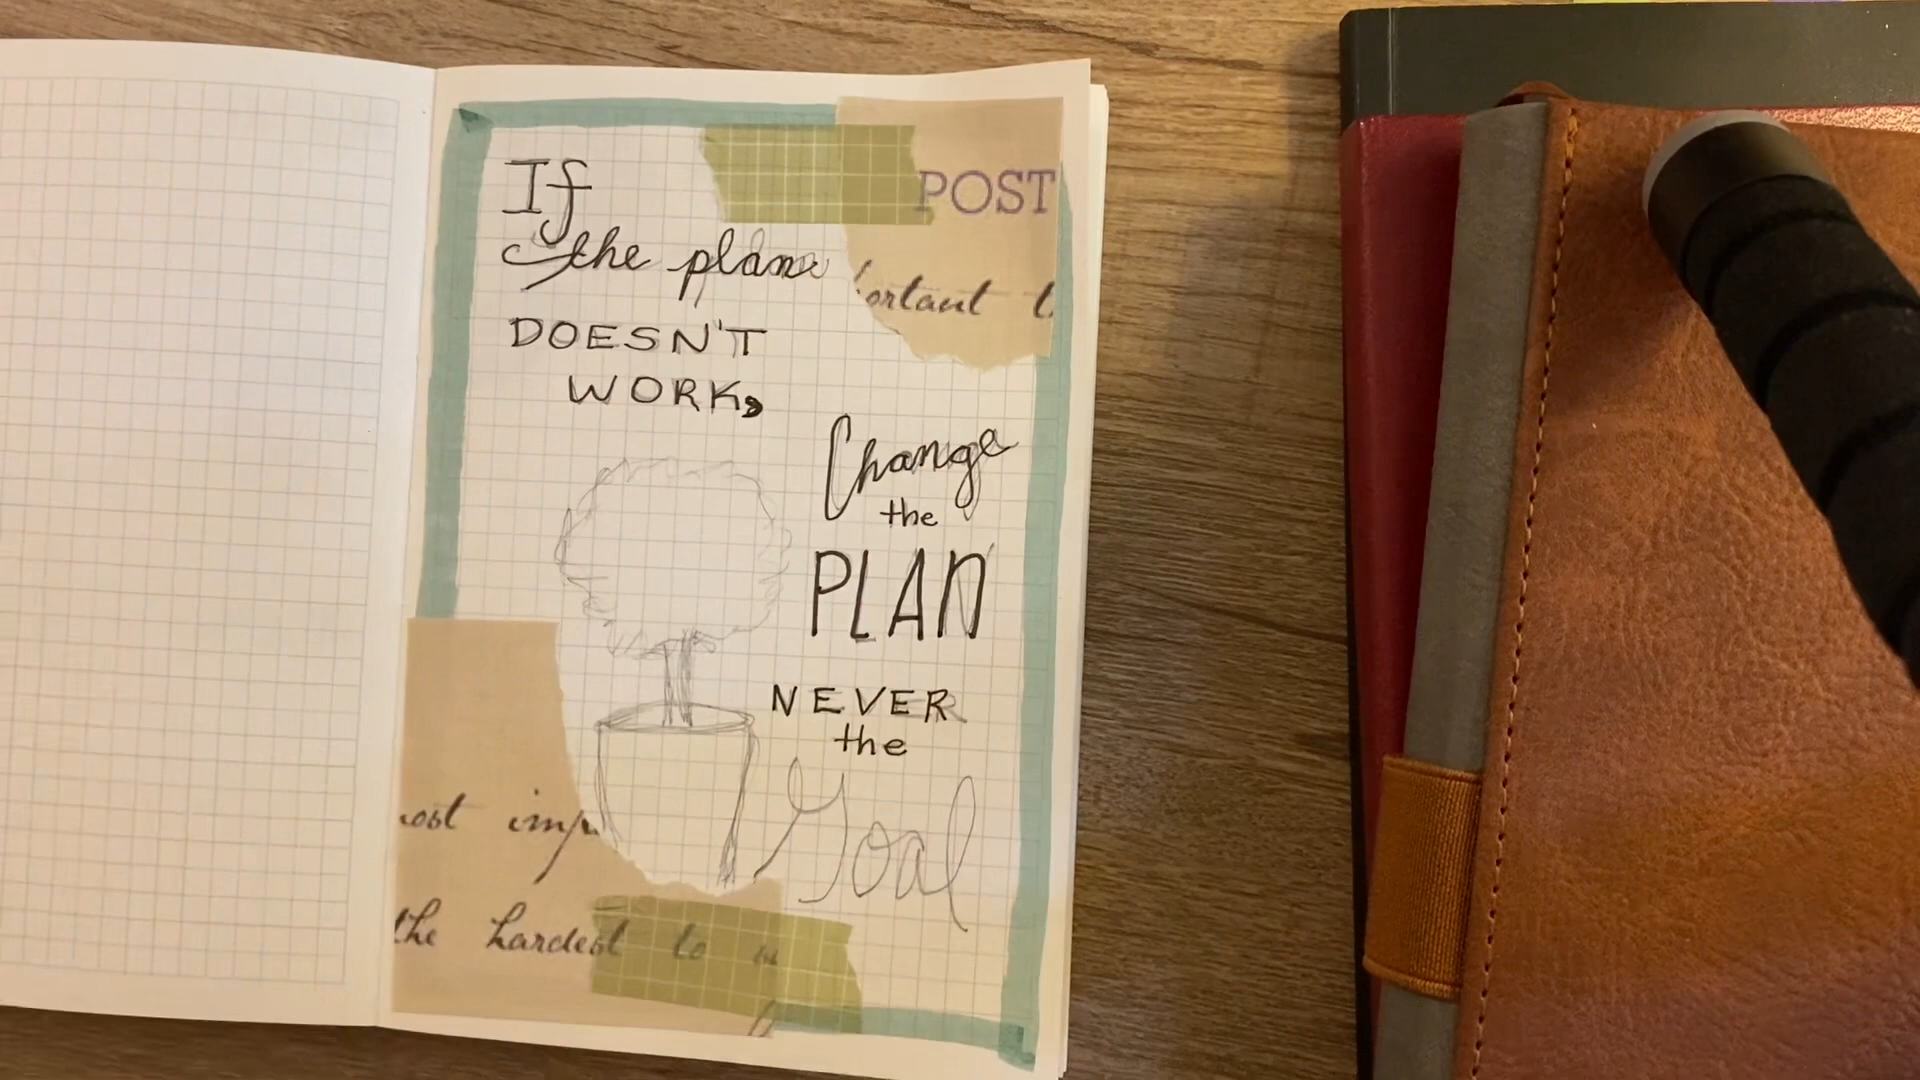 If
the plan
DOESN'T
WORK,
Change
the
PLAN
NEVER
the
Goal
POST
ortant t
ost imp
the hardest to